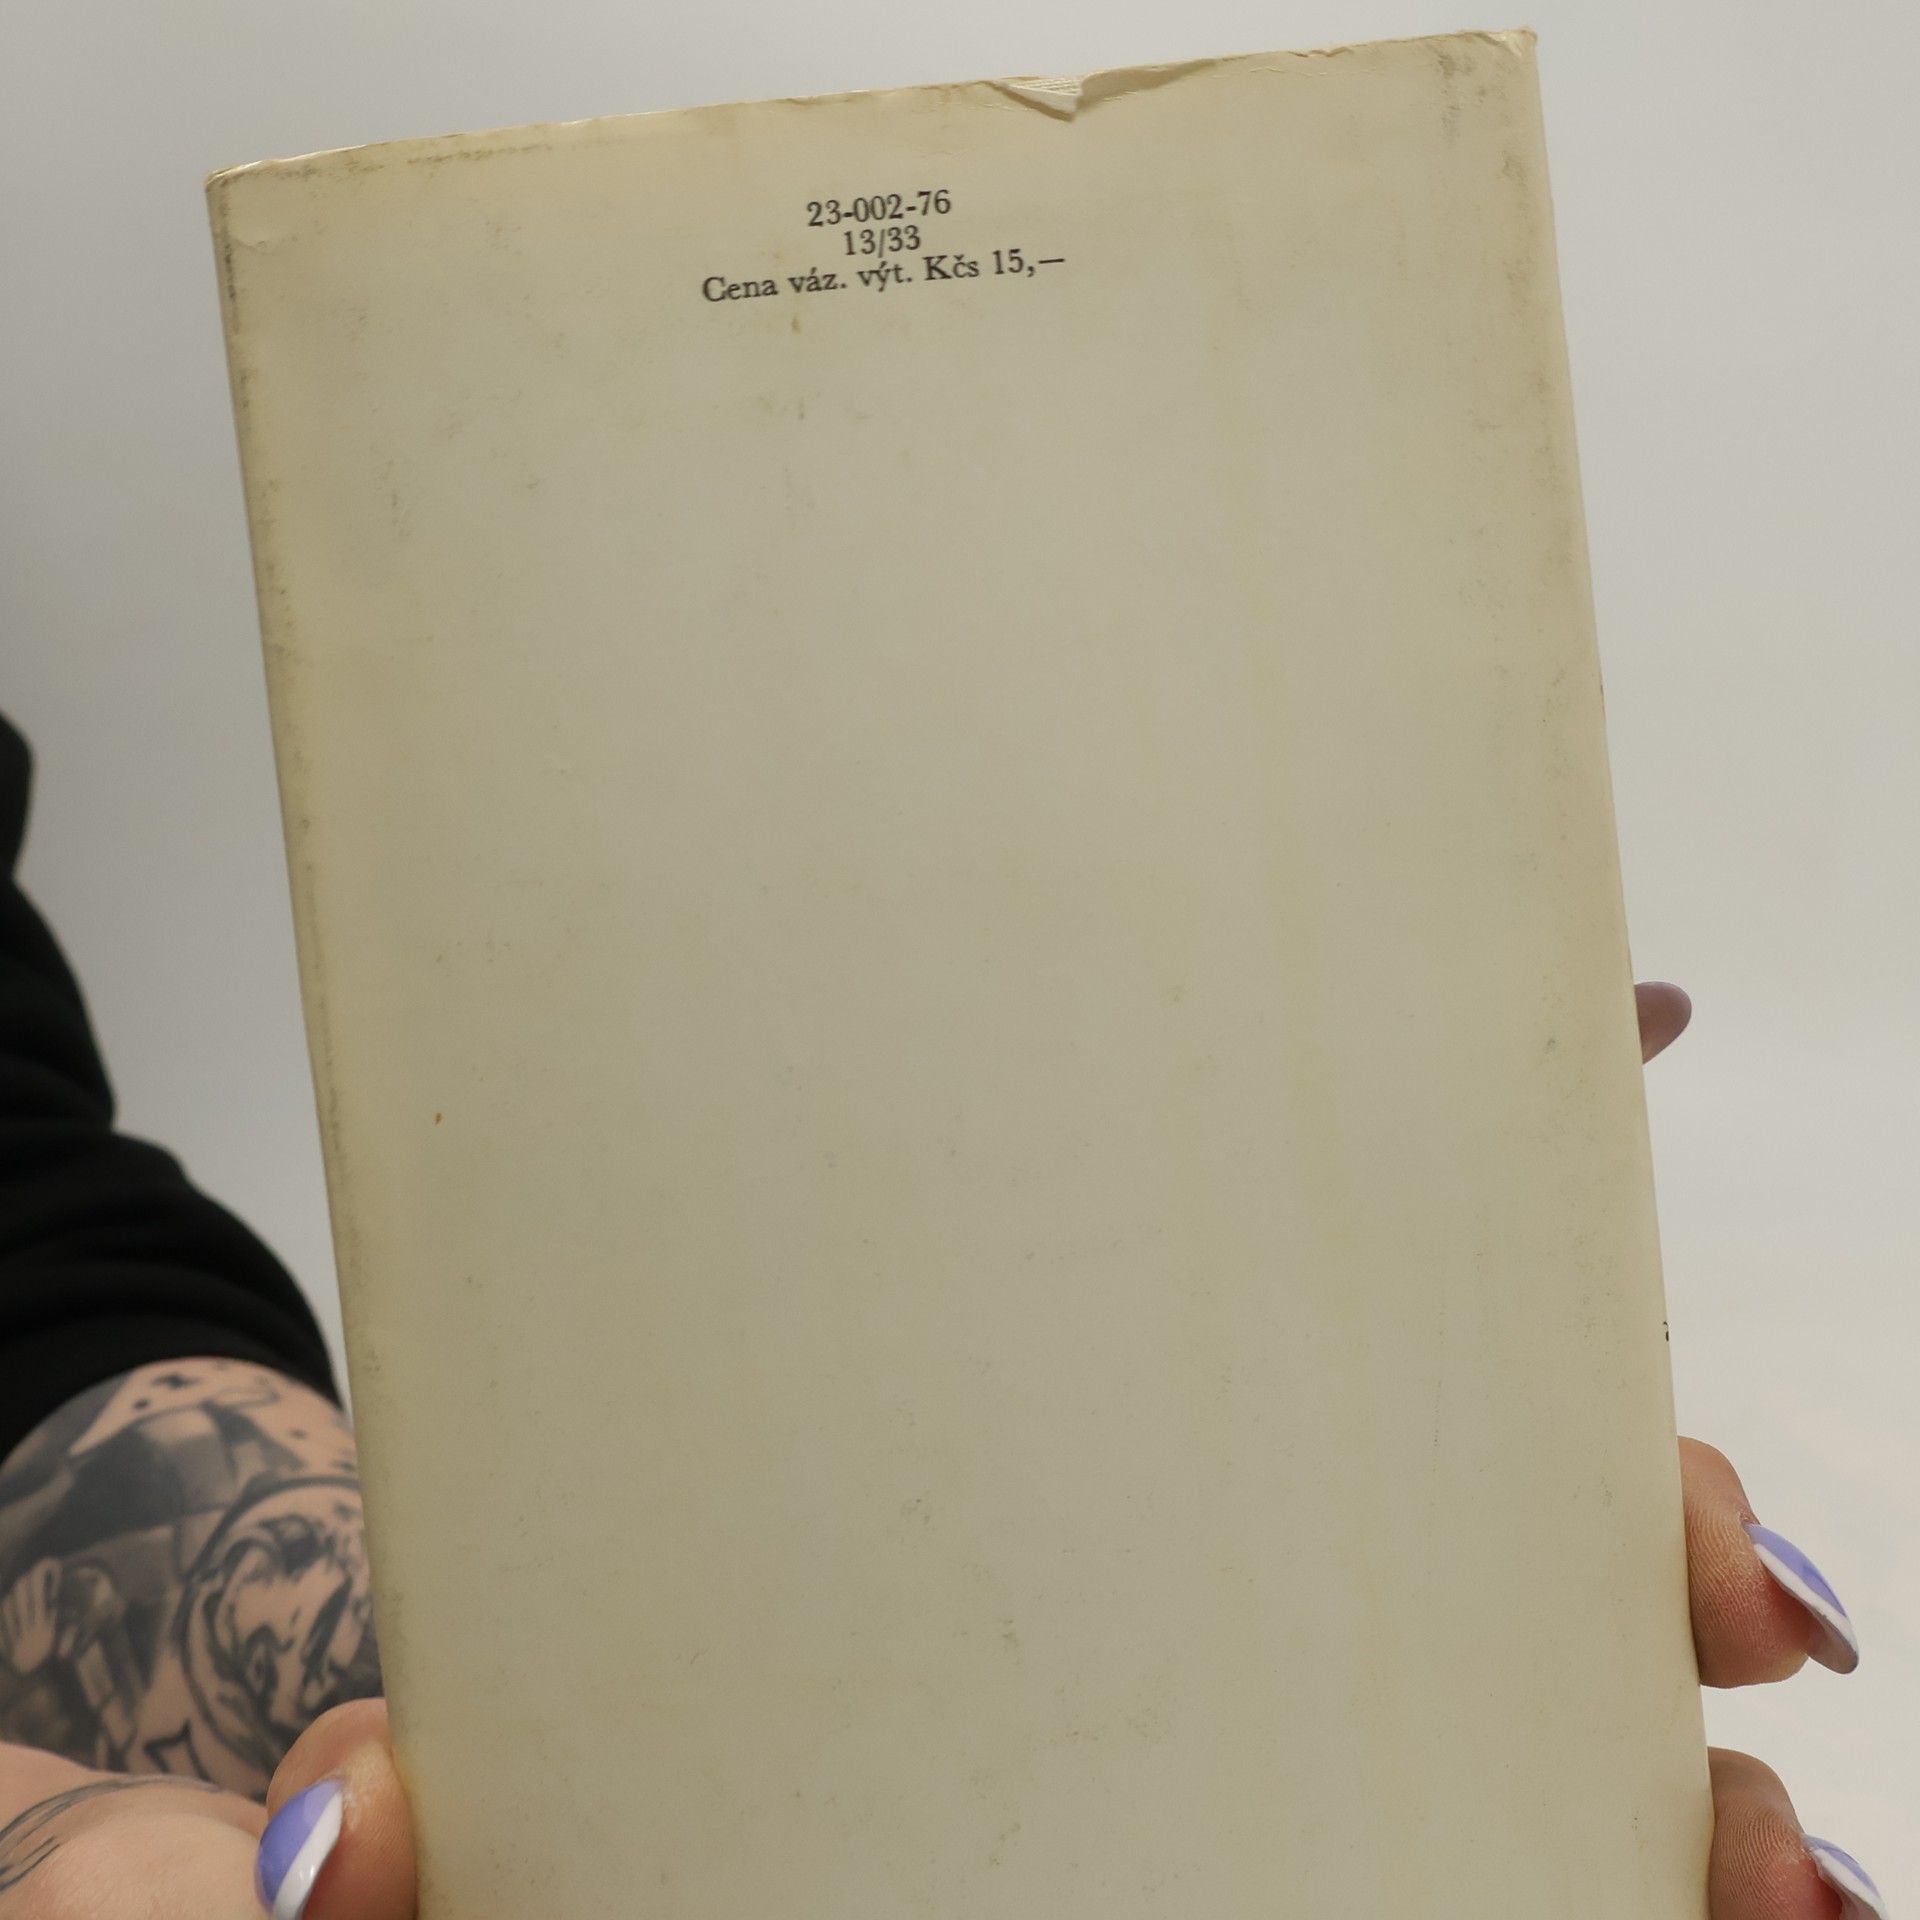 23-002-76
13/33
Cena váz. výt. Kčs 15,—